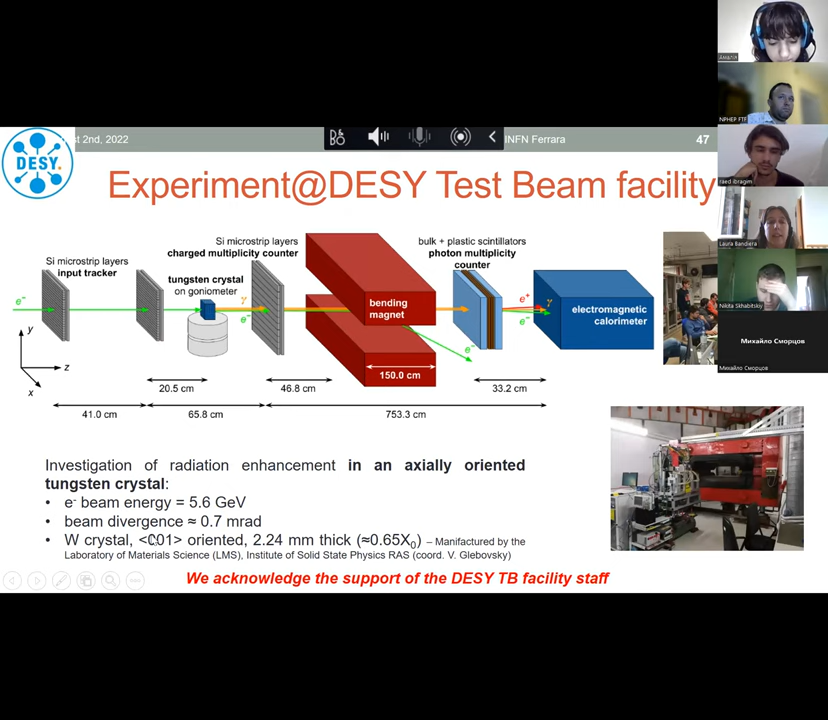 DESY.
st 2nd, 2022
INFN Ferrara
47
Experiment@DESY Test Beam facility
Si microstrip layers
input tracker
tungsten crystal
on goniometer
Si microstrip layers
charged multiplicity counter
bending
magnet
150.0 cm
bulk + plastic scintillators
photon multiplicity
counter
electromagnetic
calorimeter
e⁻
γ
e⁻
e⁻
e⁺
γ
e⁻
y
z
x
20.5 cm
46.8 cm
33.2 cm
41.0 cm
65.8 cm
753.3 cm
Investigation of radiation enhancement in an axially oriented
tungsten crystal:
• e⁻ beam energy = 5.6 GeV
• beam divergence ≈ 0.7 mrad
• W crystal, <001> oriented, 2.24 mm thick (≈0.65X₀) – Manifactured by the
Laboratory of Materials Science (LMS), Institute of Solid State Physics RAS (coord. V. Glebovsky)
We acknowledge the support of the DESY TB facility staff
NPHEP FTF
raed ibragim
Laura Bandiera
Nikita Skhabitskiy
Михайло Сморцов
Михайло Сморцов